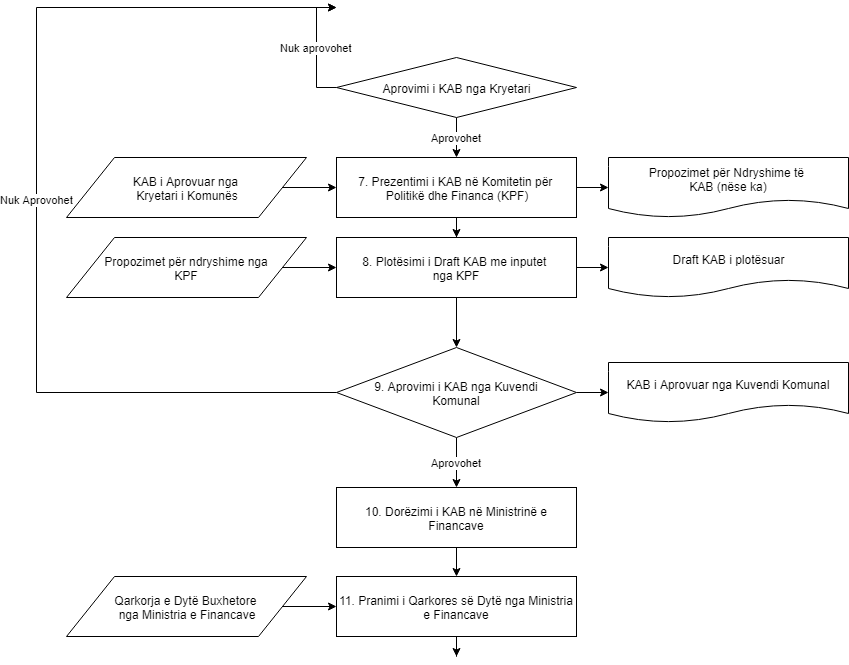 Nuk aprovohet
Aprovimi i KAB nga Kryetari
Aprovohet
KAB i Aprovuar nga
Kryetari i Komunës
7. Prezentimi i KAB në Komitetin për
Politikë dhe Financa (KPF)
Propozimet për Ndryshime të
KAB (nëse ka)
Nuk Aprovohet
Propozimet për ndryshime nga
KPF
8. Plotësimi i Draft KAB me inputet
nga KPF
Draft KAB i plotësuar
9. Aprovimi i KAB nga Kuvendi
Komunal
KAB i Aprovuar nga Kuvendi Komunal
Aprovohet
10. Dorëzimi i KAB në Ministrinë e
Financave
Qarkorja e Dytë Buxhetore
nga Ministria e Financave
11. Pranimi i Qarkores së Dytë nga Ministria
e Financave